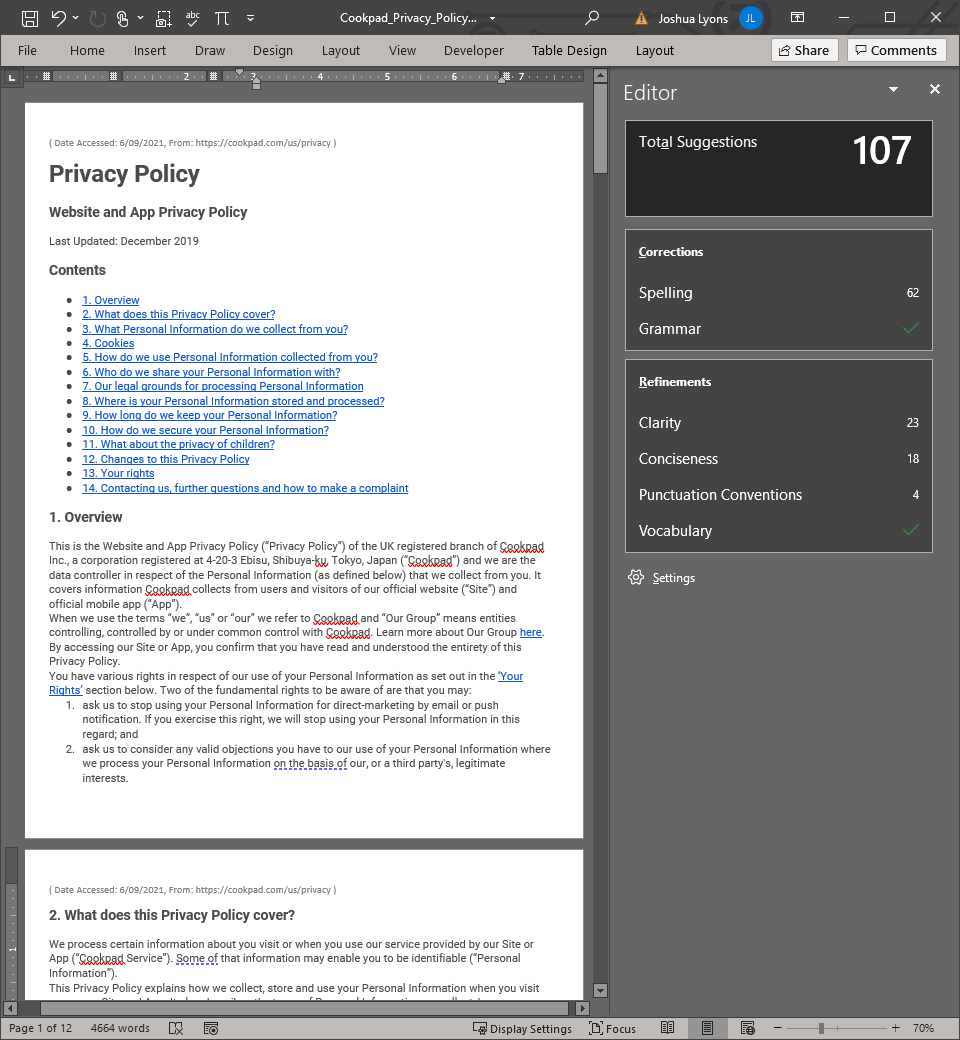 Cookpad_Privacy_Policy...
Joshua Lyons
JL
File Home Insert Draw Design Layout View Developer Table Design Layout Share Comments
2 3 4 5 6 7
( Date Accessed: 6/09/2021, From: https://cookpad.com/us/privacy )
Privacy Policy
Website and App Privacy Policy
Last Updated: December 2019
Contents
1. Overview
2. What does this Privacy Policy cover?
3. What Personal Information do we collect from you?
4. Cookies
5. How do we use Personal Information collected from you?
6. Who do we share your Personal Information with?
7. Our legal grounds for processing Personal Information
8. Where is your Personal Information stored and processed?
9. How long do we keep your Personal Information?
10. How do we secure your Personal Information?
11. What about the privacy of children?
12. Changes to this Privacy Policy
13. Your rights
14. Contacting us, further questions and how to make a complaint
1. Overview
This is the Website and App Privacy Policy (“Privacy Policy”) of the UK registered branch of Cookpad
Inc., a corporation registered at 4-20-3 Ebisu, Shibuya-ku, Tokyo, Japan (“Cookpad”) and we are the
data controller in respect of the Personal Information (as defined below) that we collect from you. It
covers information Cookpad collects from users and visitors of our official website (“Site”) and
official mobile app (“App”).
When we use the terms “we”, “us” or “our” we refer to Cookpad and “Our Group” means entities
controlling, controlled by or under common control with Cookpad. Learn more about Our Group here.
By accessing our Site or App, you confirm that you have read and understood the entirety of this
Privacy Policy.
You have various rights in respect of our use of your Personal Information as set out in the ‘Your
Rights’ section below. Two of the fundamental rights to be aware of are that you may:
1. ask us to stop using your Personal Information for direct-marketing by email or push
notification. If you exercise this right, we will stop using your Personal Information in this
regard; and
2. ask us to consider any valid objections you have to our use of your Personal Information where
we process your Personal Information on the basis of our, or a third party's, legitimate
interests.
( Date Accessed: 6/09/2021, From: https://cookpad.com/us/privacy )
2. What does this Privacy Policy cover?
We process certain information about you visit or when you use our service provided by our Site or
App (“Cookpad Service”). Some of that information may enable you to be identifiable (“Personal
Information”).
This Privacy Policy explains how we collect, store and use your Personal Information when you visit
1
Editor
Total Suggestions 107
Corrections
Spelling 62
Grammar
Refinements
Clarity 23
Conciseness 18
Punctuation Conventions 4
Vocabulary
Settings
Page 1 of 12 4664 words Display Settings Focus 70%